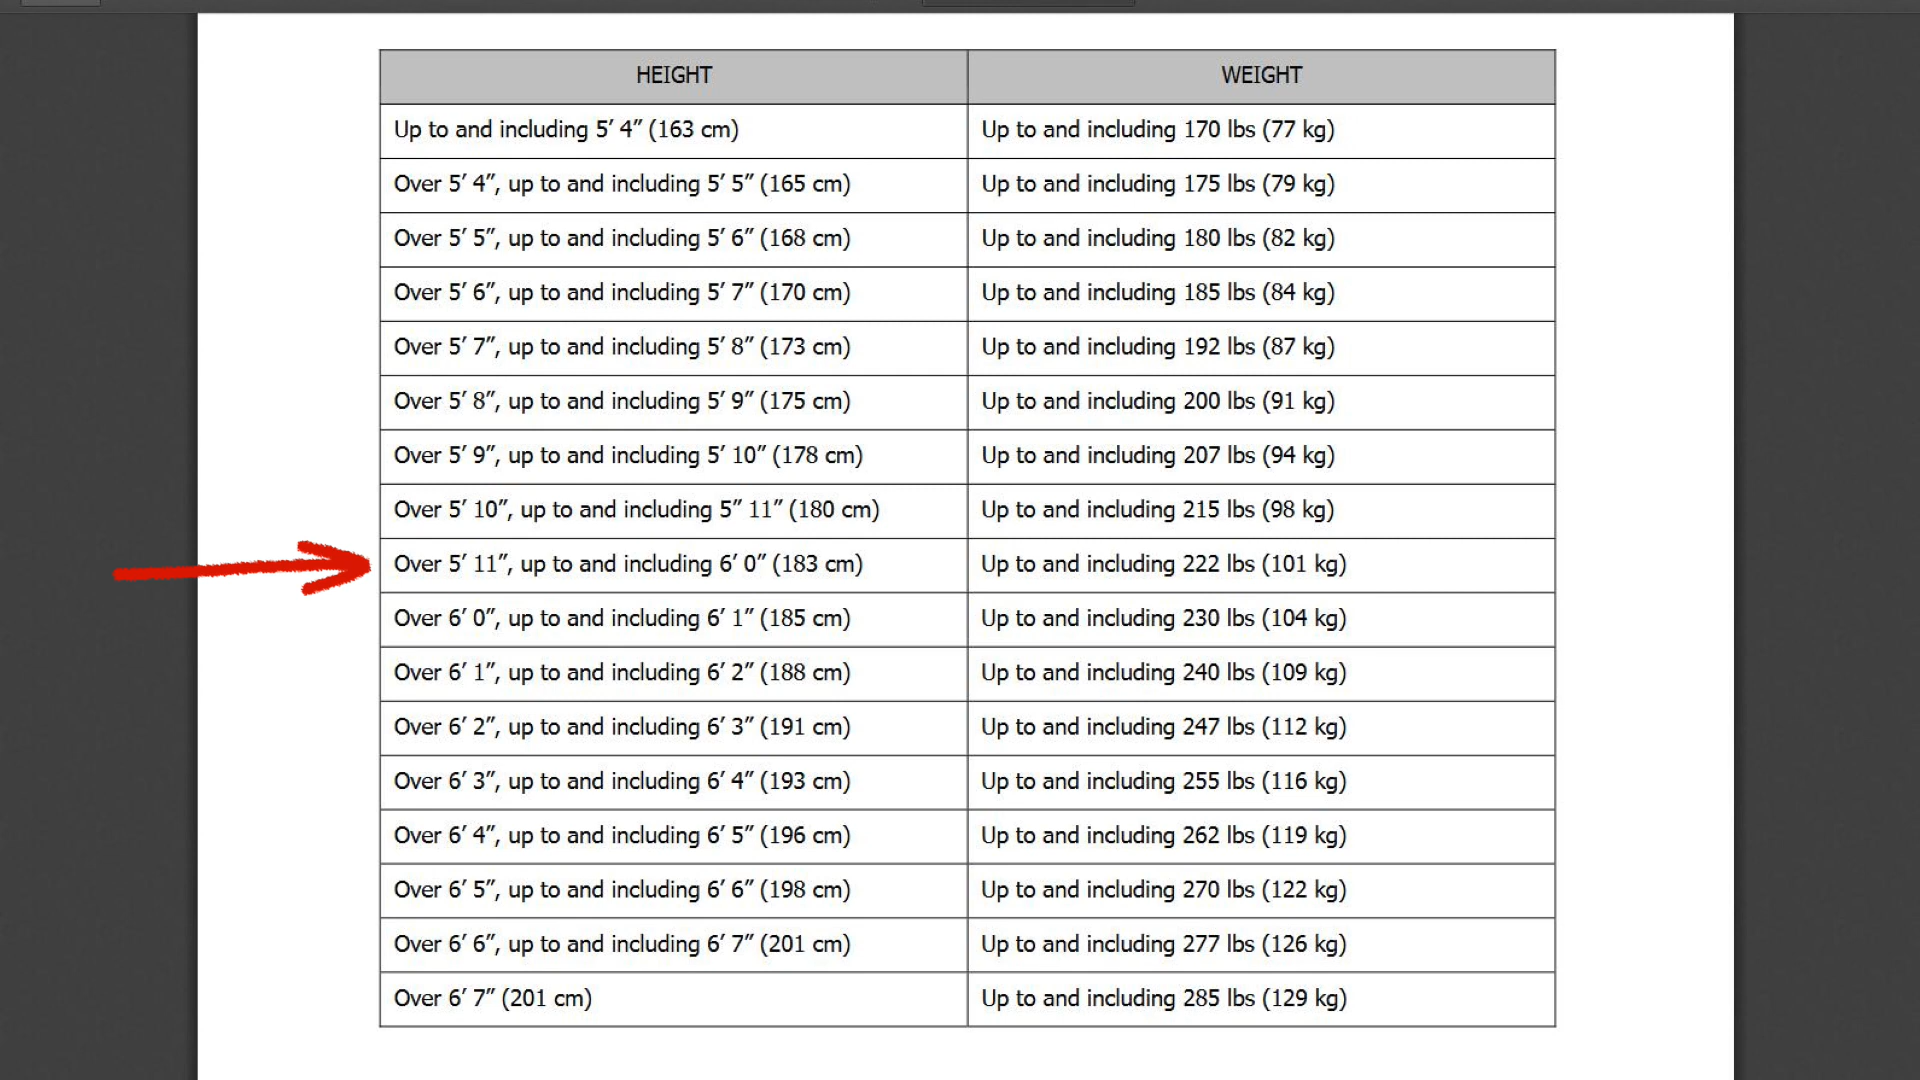 HEIGHT WEIGHT
Up to and including 5′ 4″ (163 cm) Up to and including 170 lbs (77 kg)
Over 5′ 4″, up to and including 5′ 5″ (165 cm) Up to and including 175 lbs (79 kg)
Over 5′ 5″, up to and including 5′ 6″ (168 cm) Up to and including 180 lbs (82 kg)
Over 5′ 6″, up to and including 5′ 7″ (170 cm) Up to and including 185 lbs (84 kg)
Over 5′ 7″, up to and including 5′ 8″ (173 cm) Up to and including 192 lbs (87 kg)
Over 5′ 8″, up to and including 5′ 9″ (175 cm) Up to and including 200 lbs (91 kg)
Over 5′ 9″, up to and including 5′ 10″ (178 cm) Up to and including 207 lbs (94 kg)
Over 5′ 10″, up to and including 5″ 11″ (180 cm) Up to and including 215 lbs (98 kg)
Over 5′ 11″, up to and including 6′ 0″ (183 cm) Up to and including 222 lbs (101 kg)
Over 6′ 0″, up to and including 6′ 1″ (185 cm) Up to and including 230 lbs (104 kg)
Over 6′ 1″, up to and including 6′ 2″ (188 cm) Up to and including 240 lbs (109 kg)
Over 6′ 2″, up to and including 6′ 3″ (191 cm) Up to and including 247 lbs (112 kg)
Over 6′ 3″, up to and including 6′ 4″ (193 cm) Up to and including 255 lbs (116 kg)
Over 6′ 4″, up to and including 6′ 5″ (196 cm) Up to and including 262 lbs (119 kg)
Over 6′ 5″, up to and including 6′ 6″ (198 cm) Up to and including 270 lbs (122 kg)
Over 6′ 6″, up to and including 6′ 7″ (201 cm) Up to and including 277 lbs (126 kg)
Over 6′ 7″ (201 cm) Up to and including 285 lbs (129 kg)